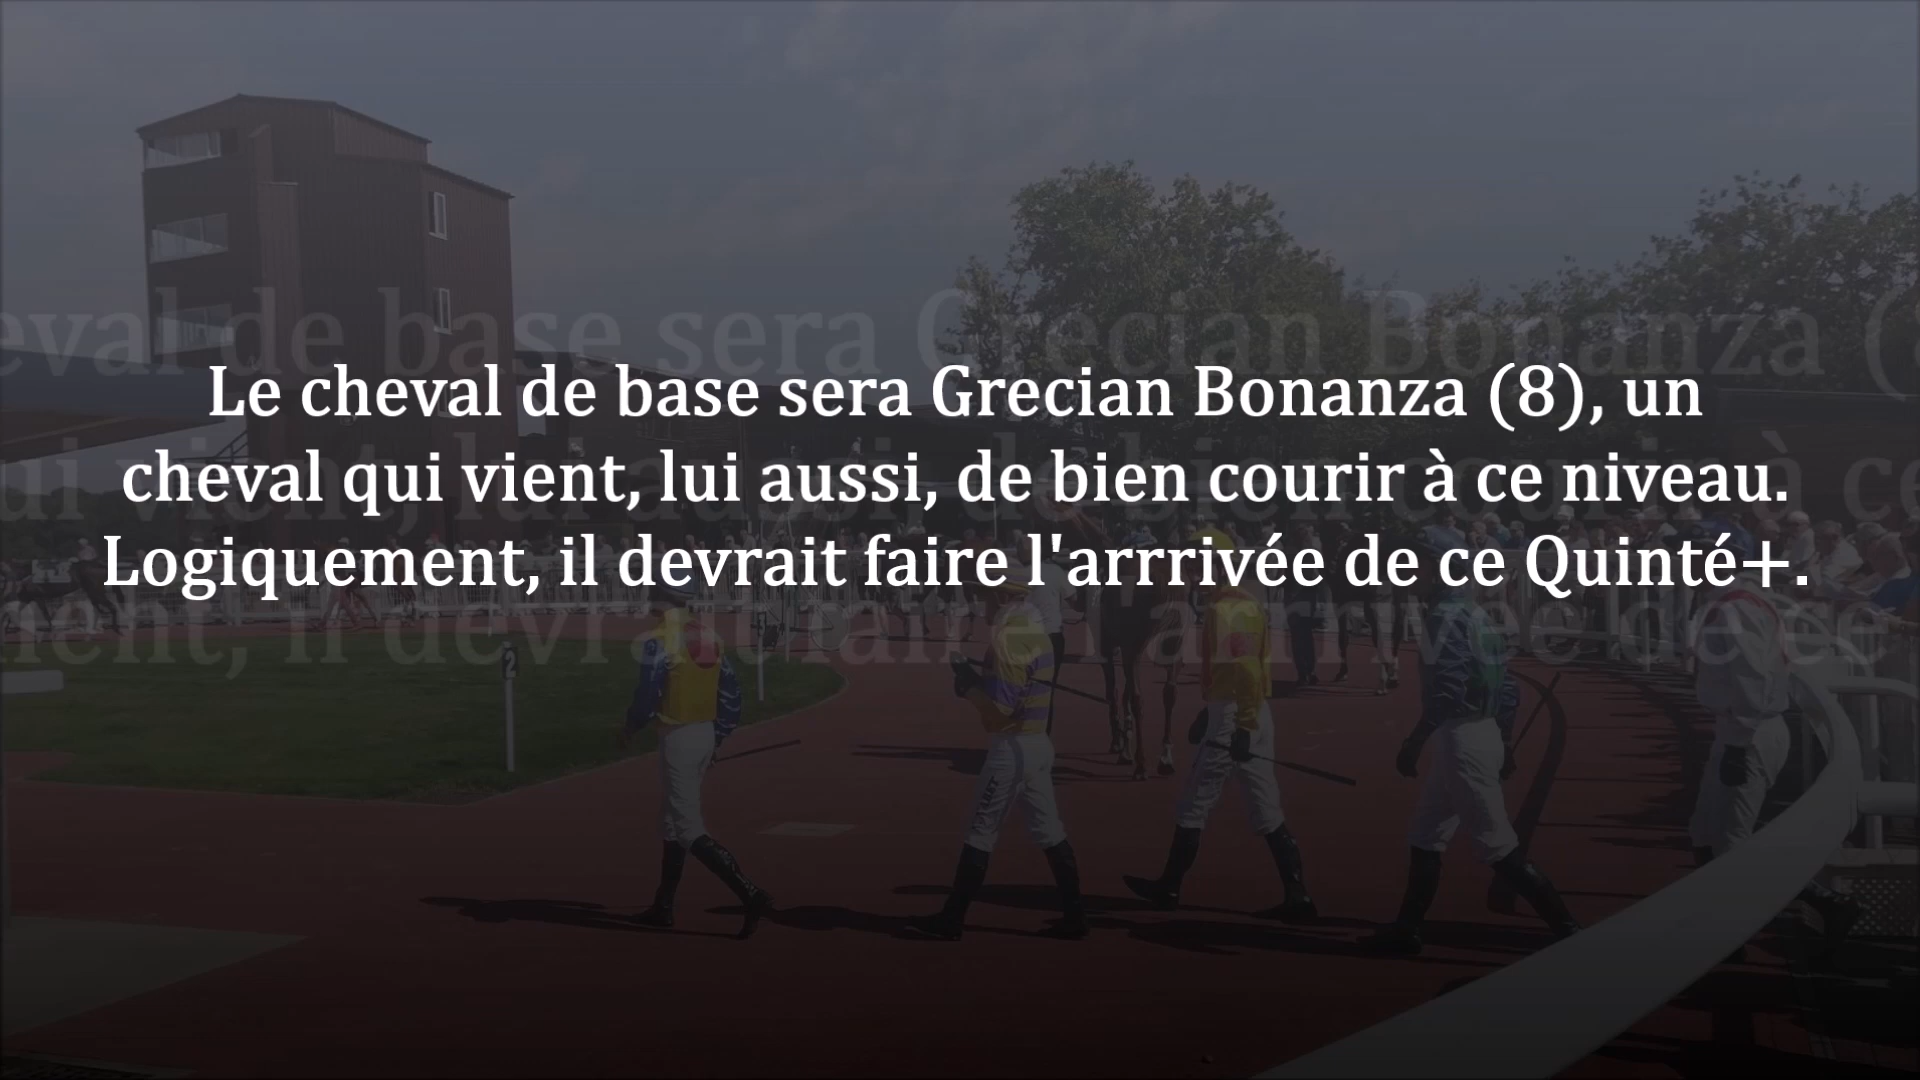 Le cheval de base sera Grecian Bonanza (8), un
cheval qui vient, lui aussi, de bien courir à ce niveau.
Logiquement, il devrait faire l'arrrivée de ce Quinté+.
2